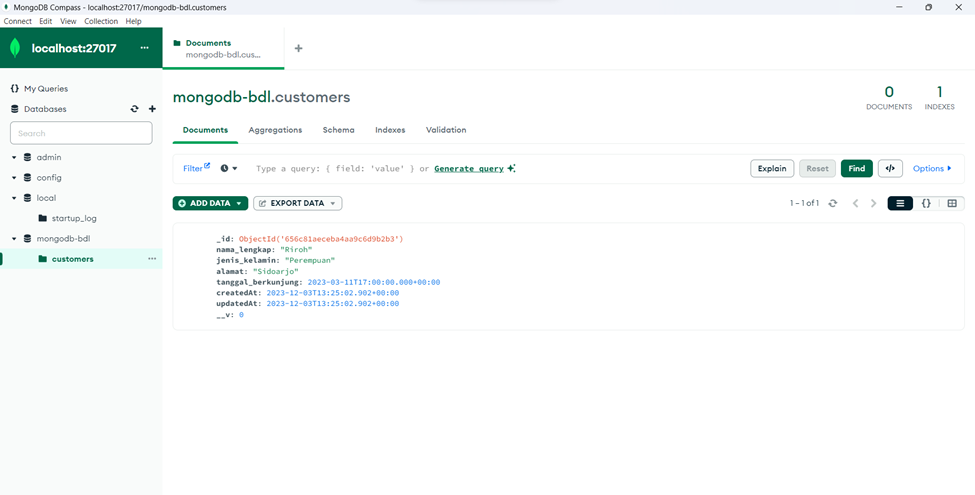 MongoDB Compass - localhost:27017/mongodb-bdl.customers
Connect Edit View Collection Help
localhost:27017 ...
Documents
mongodb-bdl.cus...
{} My Queries
Databases
Search
admin
config
local
startup_log
mongodb-bdl
customers ...
mongodb-bdl.customers
0
DOCUMENTS
1
INDEXES
Documents Aggregations Schema Indexes Validation
Filter Type a query: { field: 'value' } or Generate query Explain Reset Find </> Options
ADD DATA EXPORT DATA 1 – 1 of 1 {}
_id: ObjectId('656c81aeceba4aa9c6d9b2b3')
nama_lengkap: "Riroh"
jenis_kelamin: "Perempuan"
alamat: "Sidoarjo"
tanggal_berkunjung: 2023-03-11T17:00:00.000+00:00
createdAt: 2023-12-03T13:25:02.902+00:00
updatedAt: 2023-12-03T13:25:02.902+00:00
__v: 0